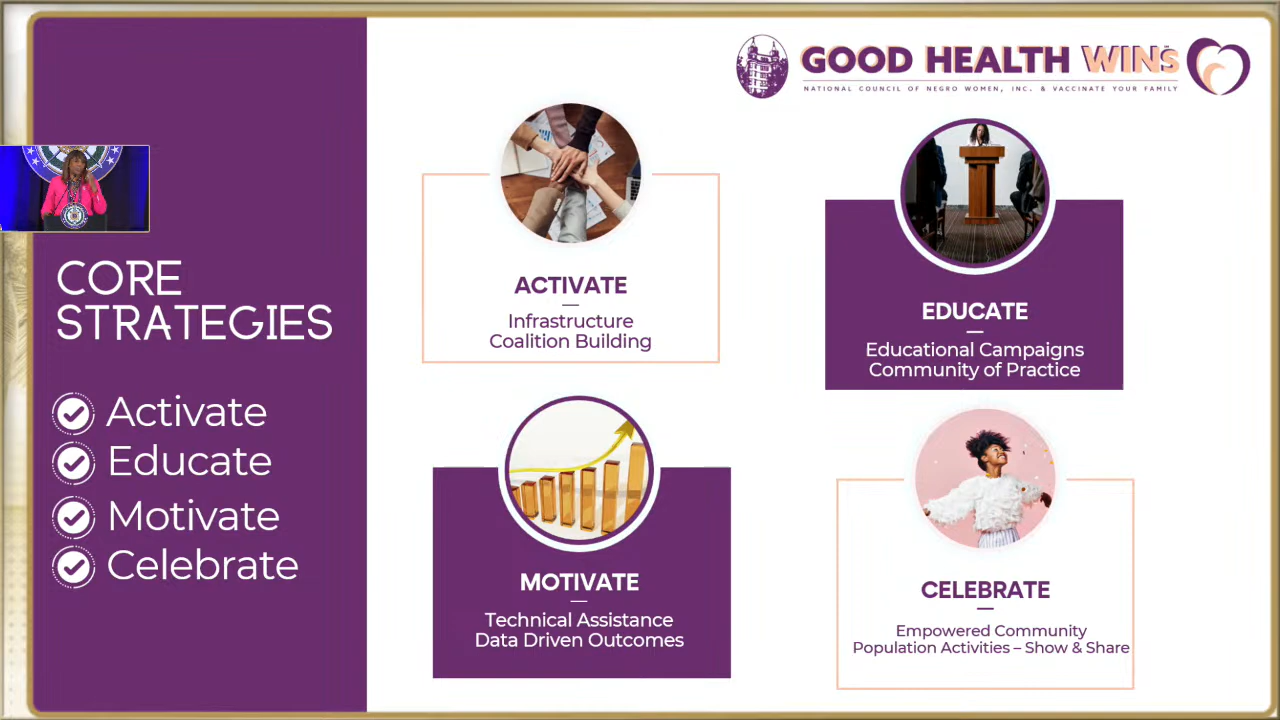 GOOD HEALTH WINS
NATIONAL COUNCIL OF NEGRO WOMEN, INC. & VACCINATE YOUR FAMILY
CORE
STRATEGIES
Activate
Educate
Motivate
Celebrate
ACTIVATE
Infrastructure
Coalition Building
EDUCATE
Educational Campaigns
Community of Practice
MOTIVATE
Technical Assistance
Data Driven Outcomes
CELEBRATE
Empowered Community
Population Activities – Show & Share